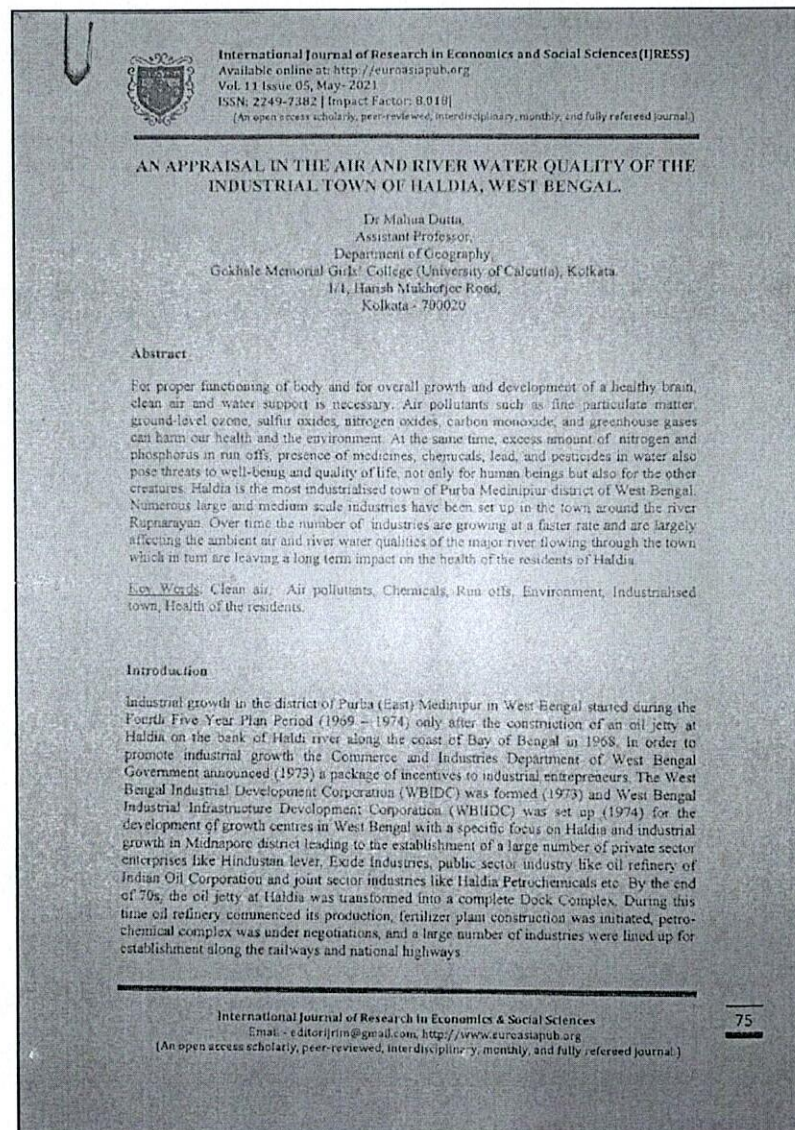 International Journal of Research in Economics and Social Sciences(IJRESS)
Available online at: http://euroasiapub.org
Vol. 11 Issue 05, May- 2021
ISSN: 2249-7382 | Impact Factor: 8.018|
(An open access scholarly, peer-reviewed, interdisciplinary, monthly, and fully refereed journal.)
AN APPRAISAL IN THE AIR AND RIVER WATER QUALITY OF THE
INDUSTRIAL TOWN OF HALDIA, WEST BENGAL.
Dr Mahua Dutta,
Assistant Professor,
Department of Geography,
Gokhale Memorial Girls' College (University of Calcutta), Kolkata.
1/1, Harish Mukherjee Road,
Kolkata - 700020
Abstract
For proper functioning of body and for overall growth and development of a healthy brain,
clean air and water support is necessary. Air pollutants such as fine particulate matter,
ground-level ozone, sulfur oxides, nitrogen oxides, carbon monoxide, and greenhouse gases
can harm our health and the environment. At the same time, excess amount of nitrogen and
phosphorus in run offs, presence of medicines, chemicals, lead, and pesticides in water also
pose threats to well-being and quality of life, not only for human beings but also for the other
creatures. Haldia is the most industrialised town of Purba Medinipiur district of West Bengal.
Numerous large and medium scale industries have been set up in the town around the river
Rupnarayan. Over time the number of industries are growing at a faster rate and are largely
affecting the ambient air and river water qualities of the major river flowing through the town
which in turn are leaving a long term impact on the health of the residents of Haldia.
Key Words: Clean air, Air pollutants, Chemicals, Run offs, Environment, Industrialised
town, Health of the residents.
Introduction
Industrial growth in the district of Purba (East) Medinipur in West Bengal started during the
Fourth Five Year Plan Period (1969 – 1974) only after the construction of an oil jetty at
Haldia on the bank of Haldi river along the coast of Bay of Bengal in 1968. In order to
promote industrial growth the Commerce and Industries Department of West Bengal
Government announced (1973) a package of incentives to industrial entrepreneurs. The West
Bengal Industrial Development Corporation (WBIDC) was formed (1973) and West Bengal
Industrial Infrastructure Development Corporation (WBIIDC) was set up (1974) for the
development of growth centres in West Bengal with a specific focus on Haldia and industrial
growth in Midnapore district leading to the establishment of a large number of private sector
enterprises like Hindustan lever, Exide Industries, public sector industry like oil refinery of
Indian Oil Corporation and joint sector industries like Haldia Petrochemicals etc. By the end
of 70s, the oil jetty at Haldia was transformed into a complete Dock Complex. During this
time oil refinery commenced its production, fertilizer plant construction was initiated, petro-
chemical complex was under negotiations, and a large number of industries were lined up for
establishment along the railways and national highways
International Journal of Research in Economics & Social Sciences
Email - editorijrim@gmail.com, http://www.euroasiapub.org
(An open access scholarly, peer-reviewed, interdisciplinary, monthly, and fully refereed journal.)
75